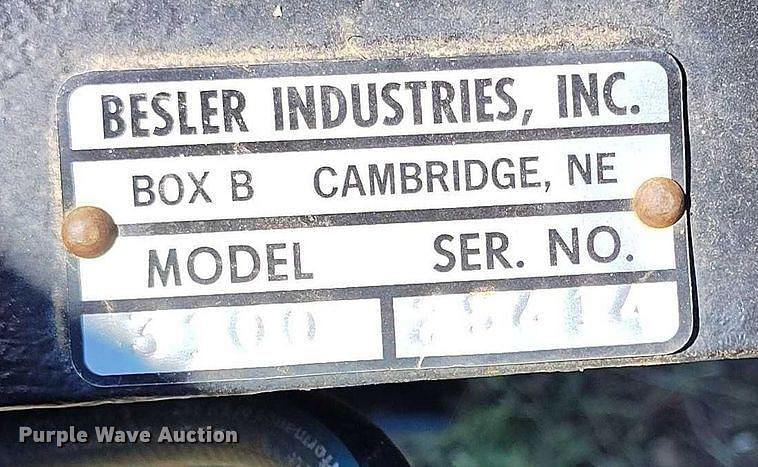 BESLER INDUSTRIES, INC.
BOX B CAMBRIDGE, NE
MODEL SER. NO.
Purple Wave Auction